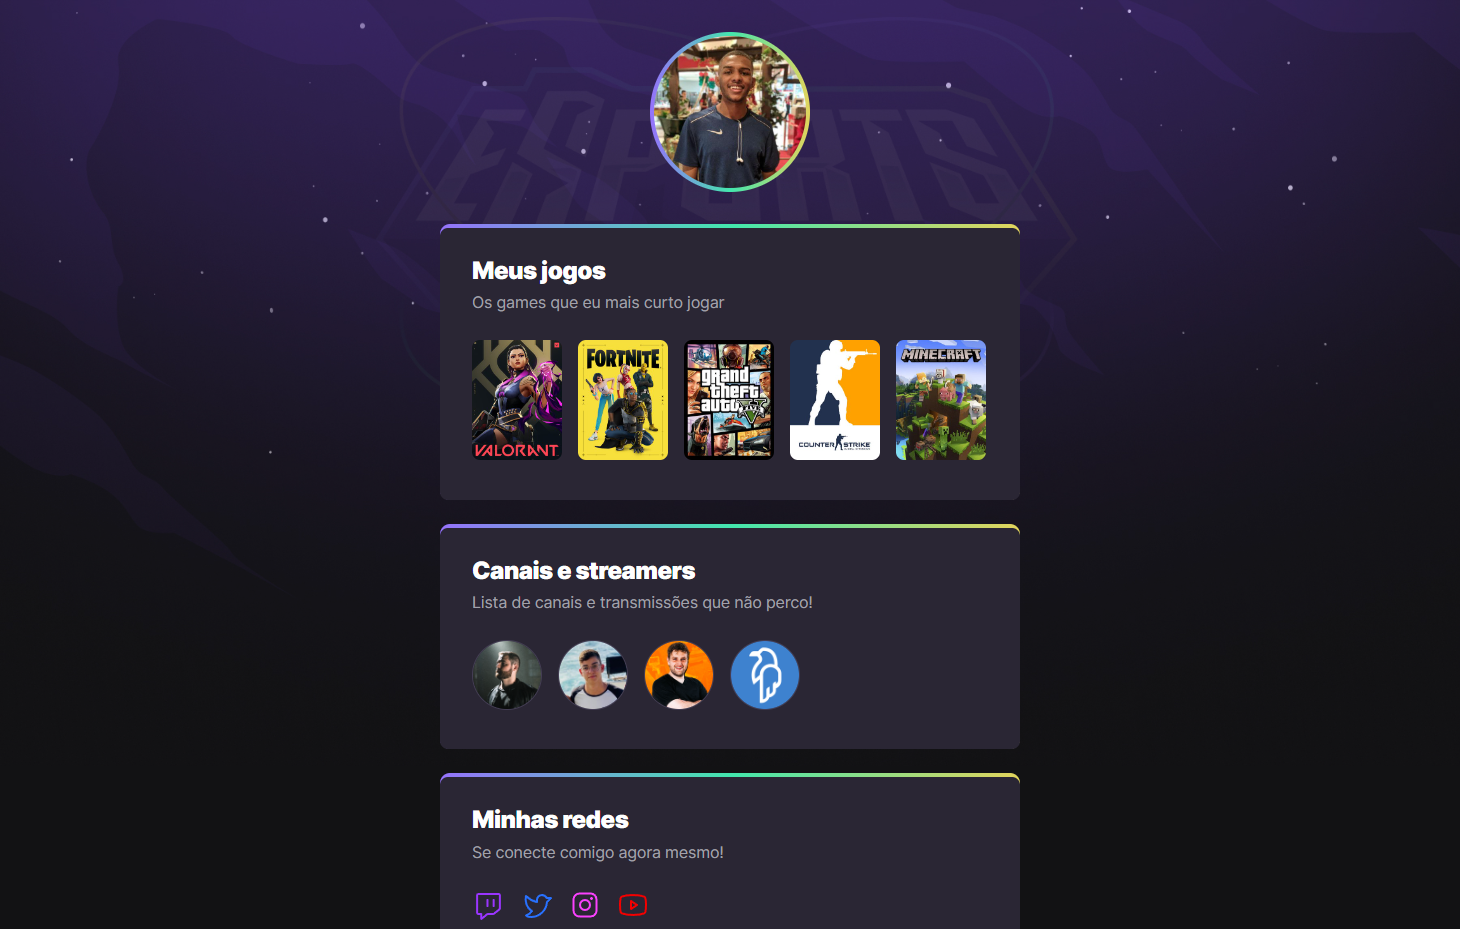 ESPORTS
Meus jogos
Os games que eu mais curto jogar
VALORANT
FORTNITE
grand
theft
auto
V
COUNTER STRIKE
MINECRAFT
Canais e streamers
Lista de canais e transmissões que não perco!
Minhas redes
Se conecte comigo agora mesmo!